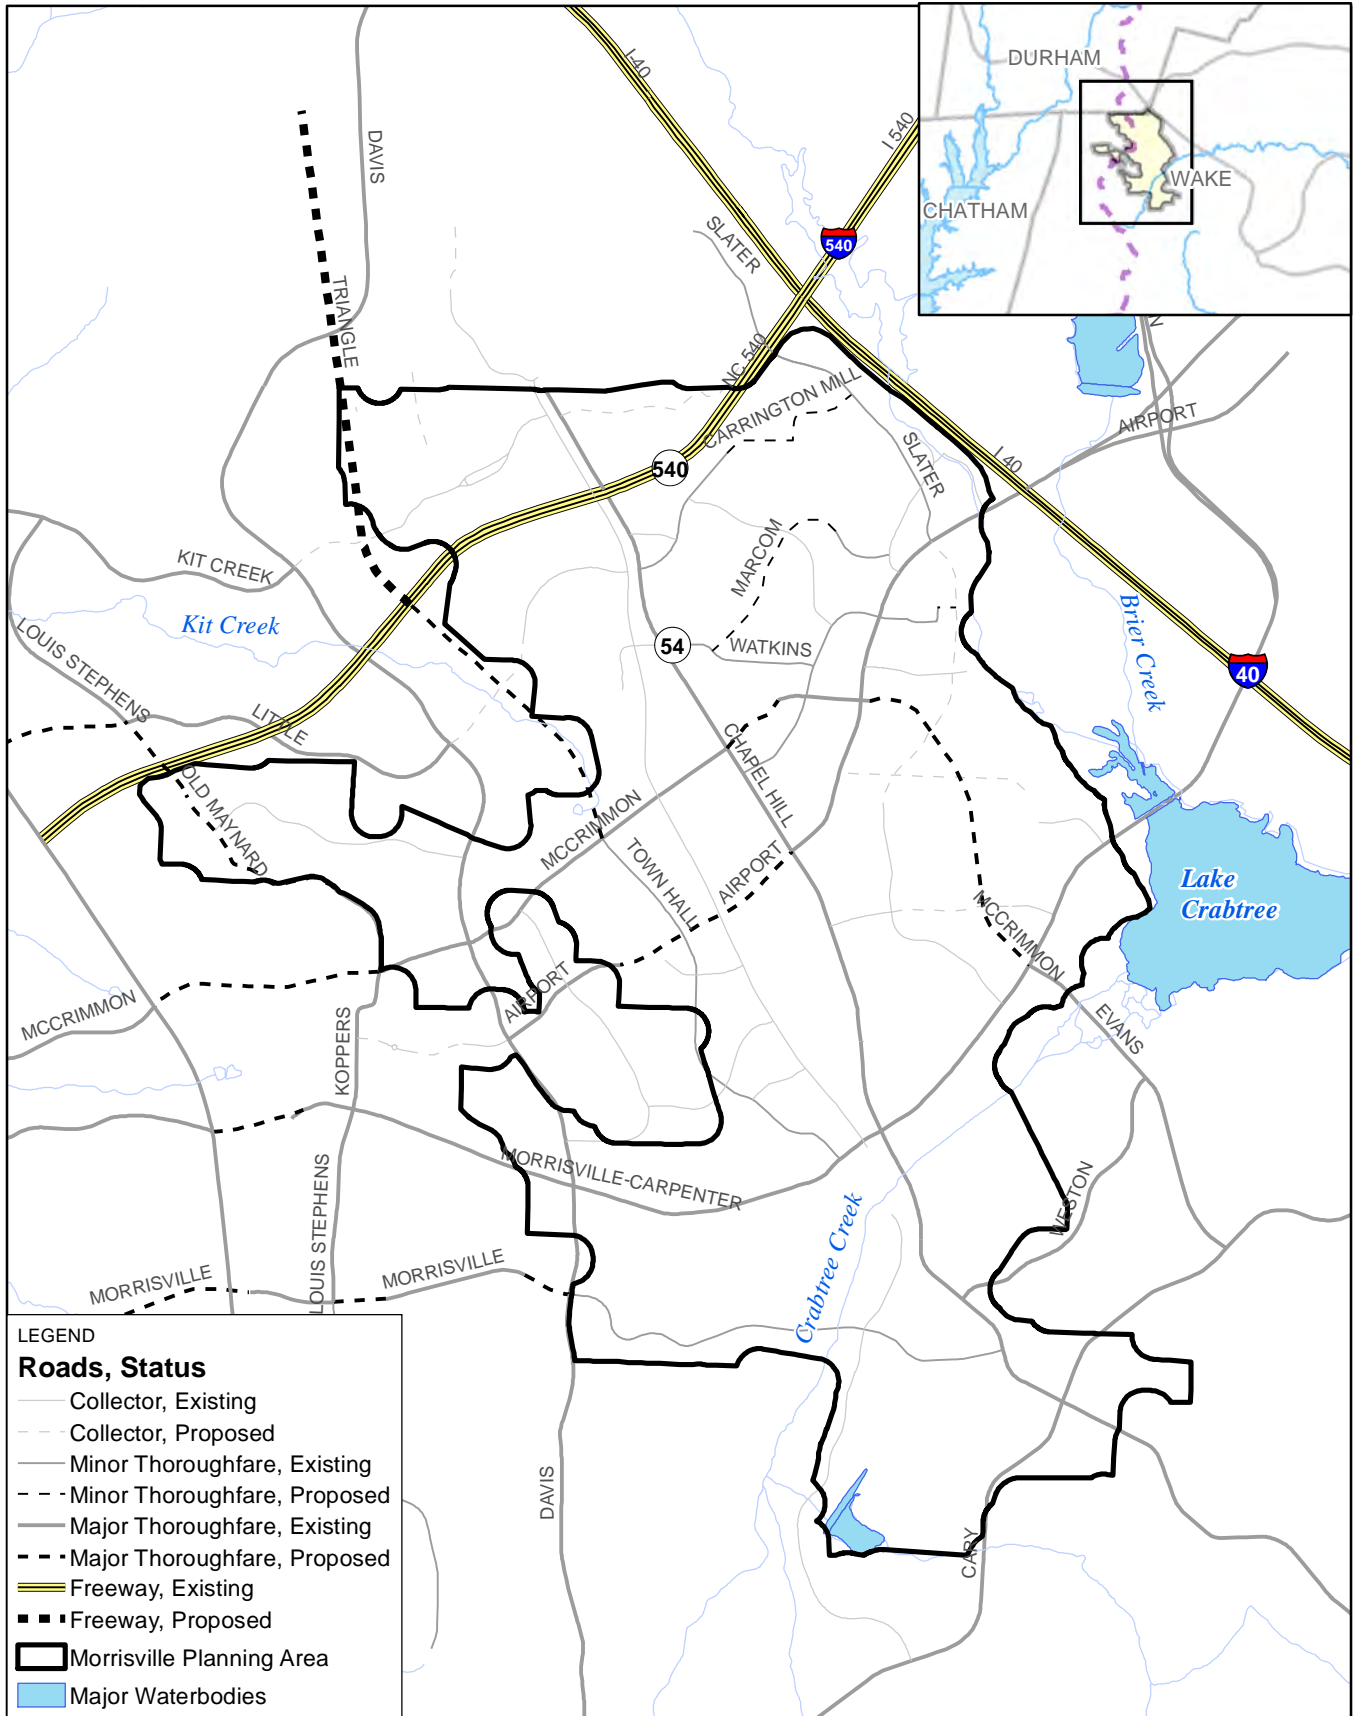 I-40
I 540
DURHAM
WAKE
CHATHAM
DAVIS
SLATER
540
TRIANGLE
NC 540
CARRINGTON MILL
AIRPORT
SLATER
I 40
540
MARCOM
KIT CREEK
Kit Creek
Brier Creek
LOUIS STEPHENS
54
WATKINS
40
LITTLE
CHAPEL HILL
OLD MAYNARD
MCCRIMMON
TOWN HALL
AIRPORT
Lake
Crabtree
MCCRIMMON
AIRPORT
MCCRIMMON
EVANS
KOPPERS
MORRISVILLE-CARPENTER
LOUIS STEPHENS
WESTON
Crabtree Creek
MORRISVILLE
MORRISVILLE
DAVIS
CARY
LEGEND
Roads, Status
Collector, Existing
Collector, Proposed
Minor Thoroughfare, Existing
Minor Thoroughfare, Proposed
Major Thoroughfare, Existing
Major Thoroughfare, Proposed
Freeway, Existing
Freeway, Proposed
Morrisville Planning Area
Major Waterbodies